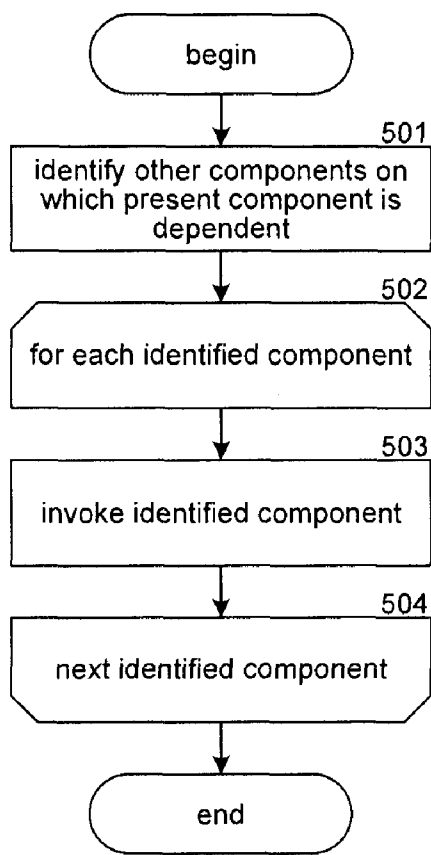 begin
501
identify other components on
which present component is
dependent
502
for each identified component
503
invoke identified component
504
next identified component
end